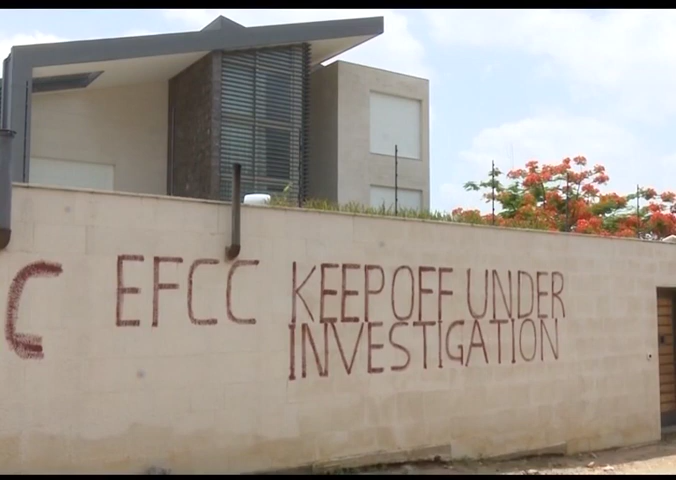 C EFCC KEEP OFF UNDER
INVESTIGATION